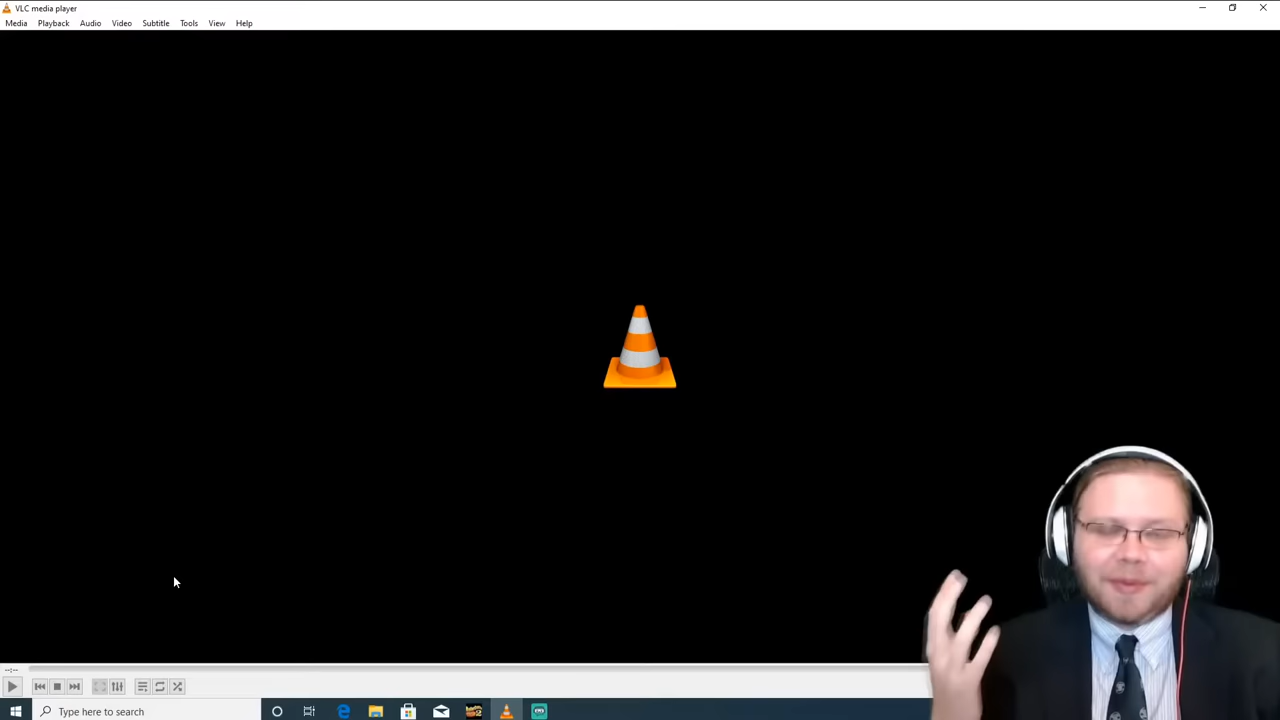 VLC media player
Media Playback Audio Video Subtitle Tools View Help
--:--
Type here to search